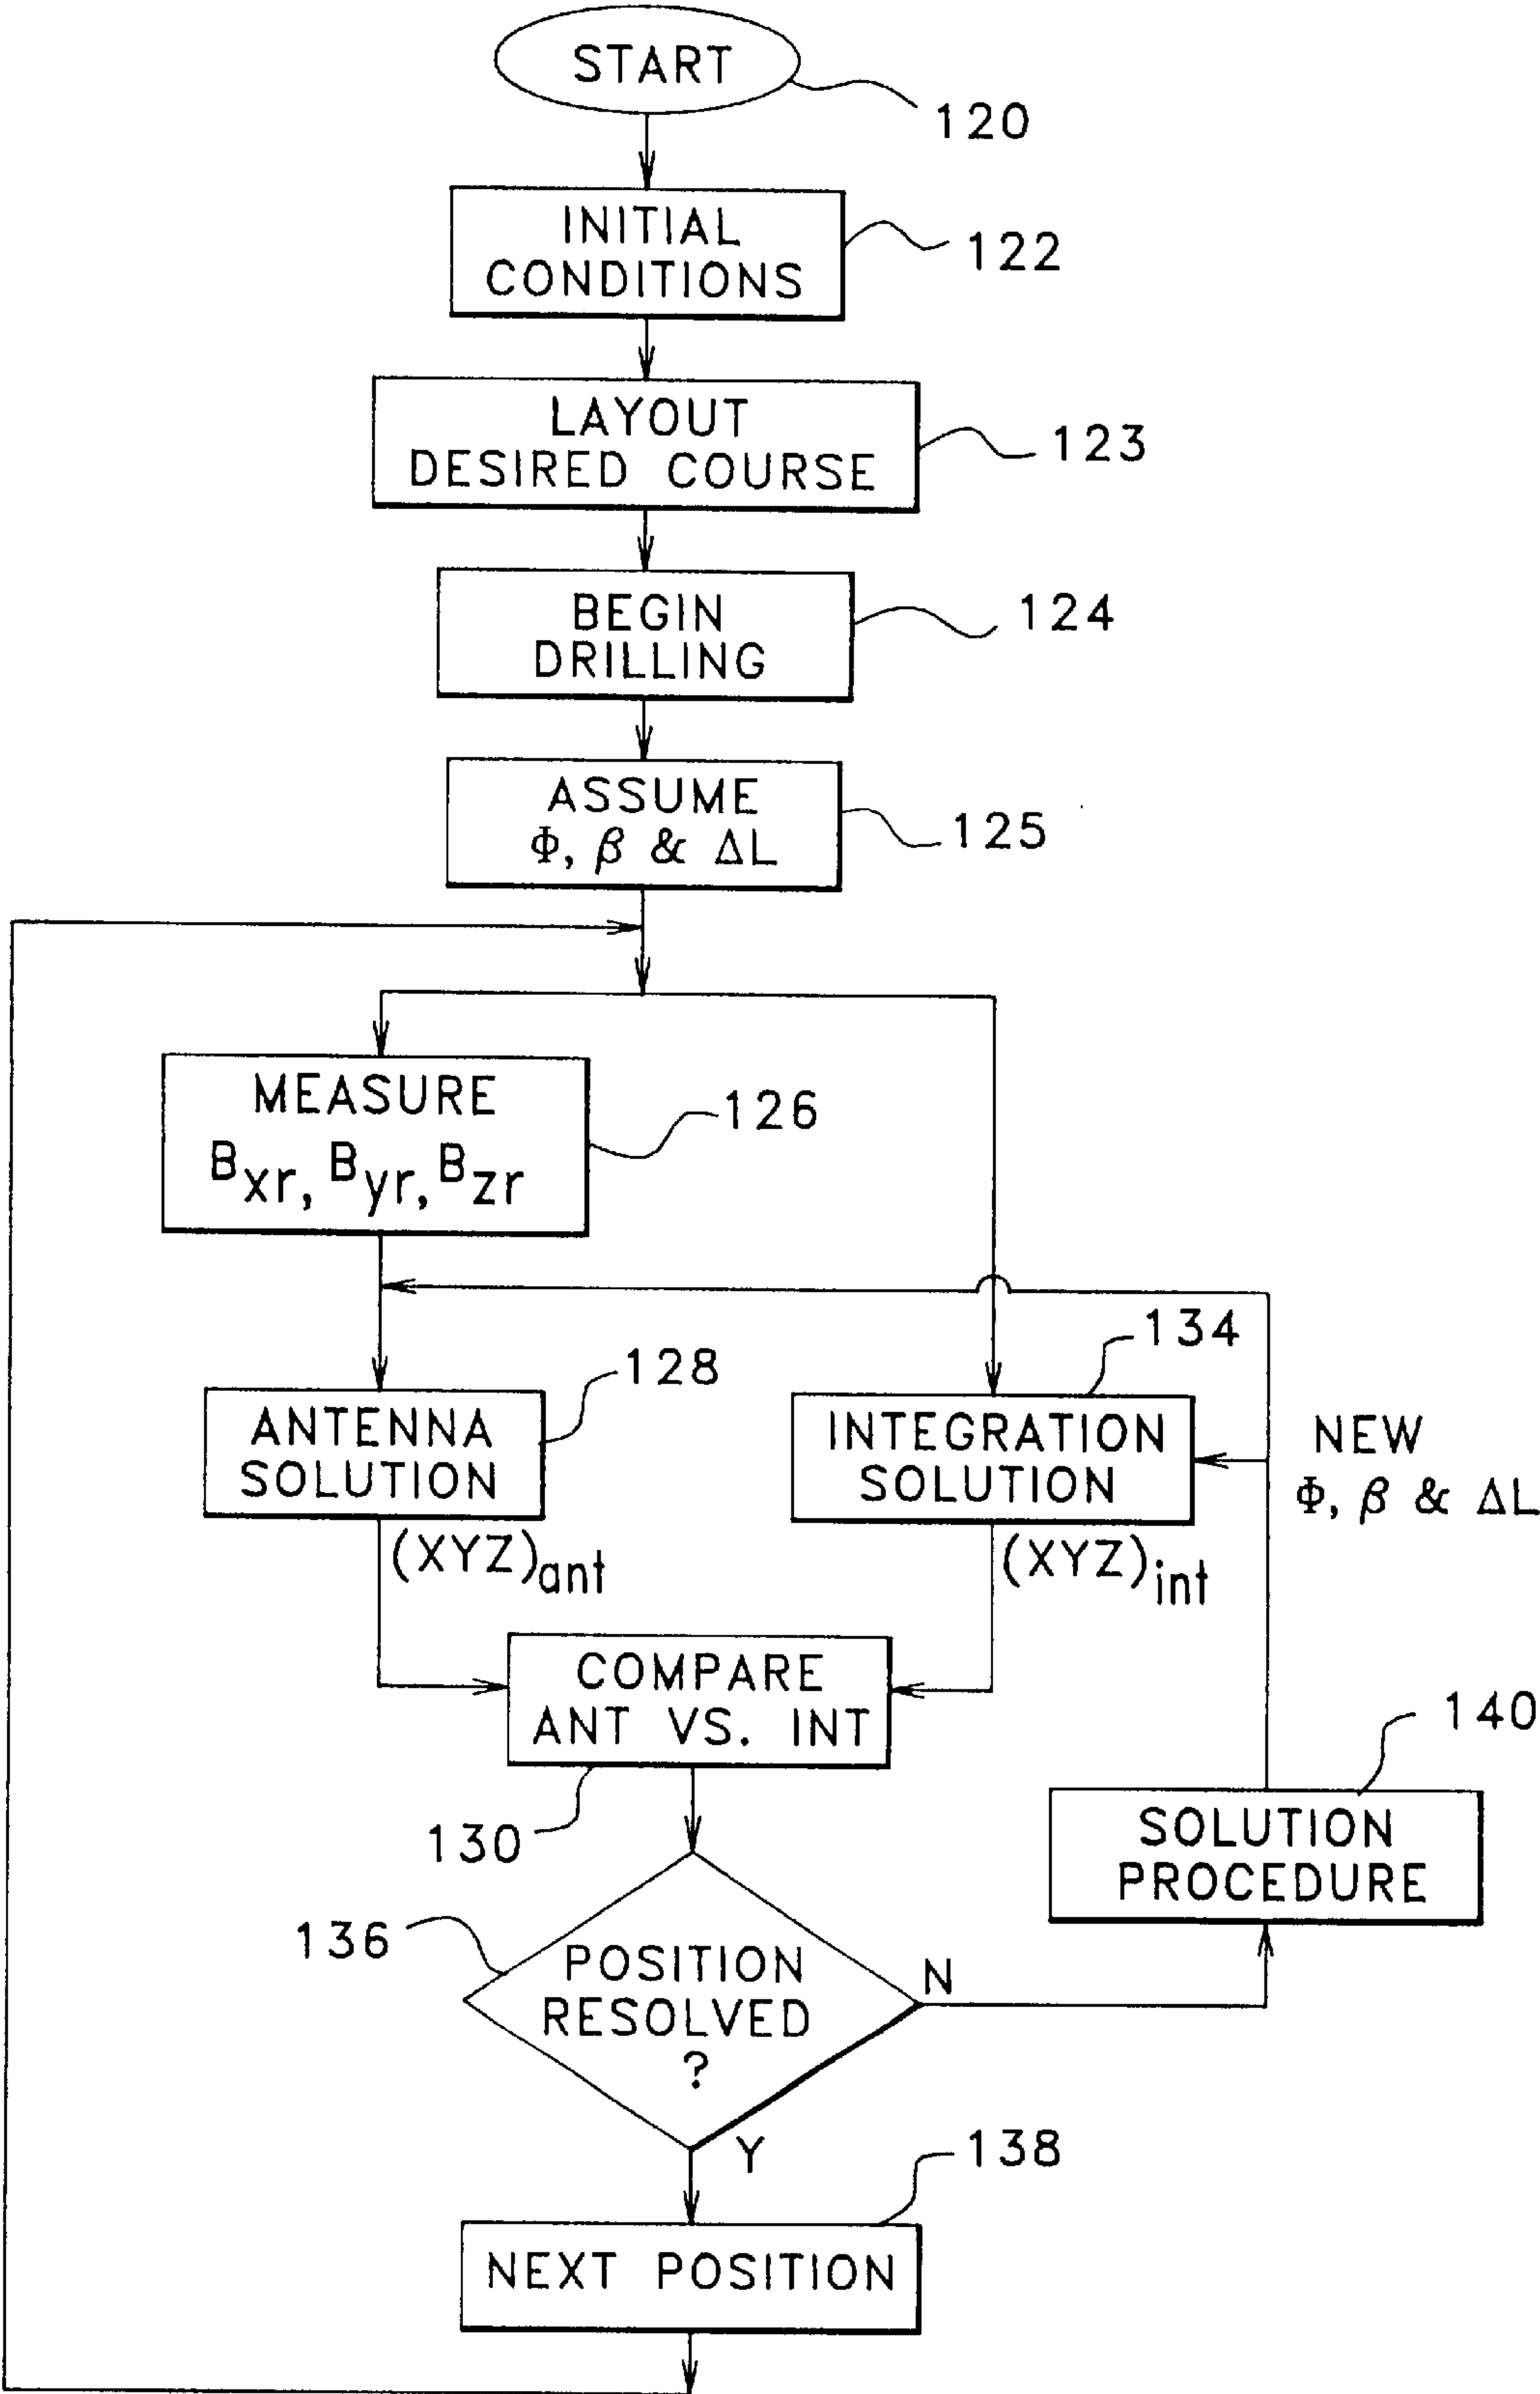 START
120
INITIAL
CONDITIONS
122
LAYOUT
DESIRED COURSE
123
BEGIN
DRILLING
124
ASSUME
Φ, β & ΔL
125
MEASURE
Bxr, Byr, Bzr
126
134
128
ANTENNA
SOLUTION
INTEGRATION
SOLUTION
NEW
Φ, β & ΔL
(XYZ)ant
(XYZ)int
COMPARE
ANT VS. INT
130
140
SOLUTION
PROCEDURE
136
POSITION
RESOLVED
?
N
Y
138
NEXT POSITION